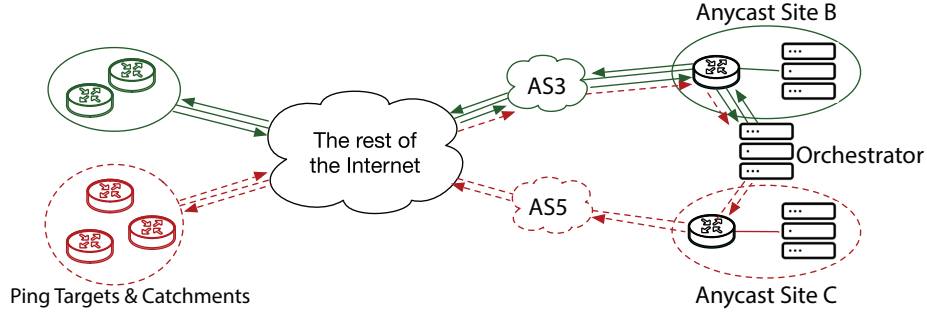 Anycast Site B
AS3
The rest of
the Internet
Orchestrator
AS5
Ping Targets & Catchments
Anycast Site C